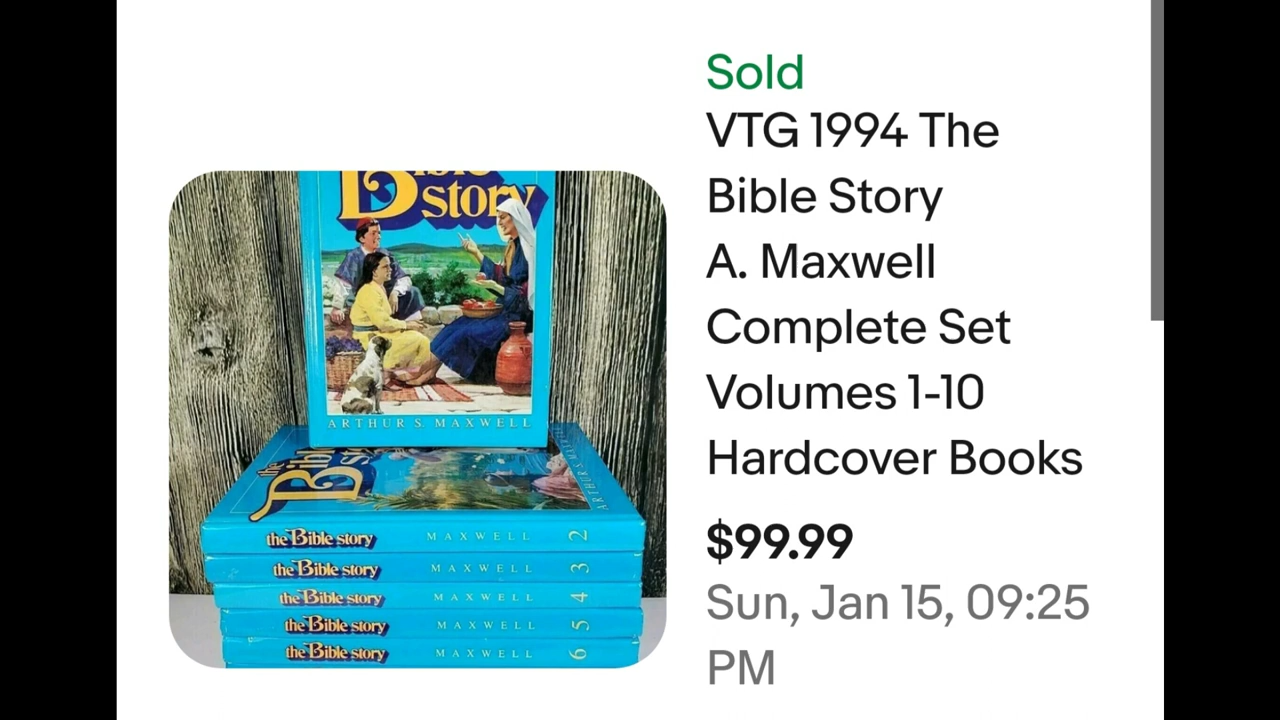 Sold
VTG 1994 The
Bible Story
A. Maxwell
Complete Set
Volumes 1-10
Hardcover Books
$99.99
Sun, Jan 15, 09:25
PM
Bible
story
ARTHUR S. MAXWELL
the Bible story MAXWELL 2
the Bible story MAXWELL 3
the Bible story MAXWELL 4
the Bible story MAXWELL 5
the Bible story MAXWELL 6